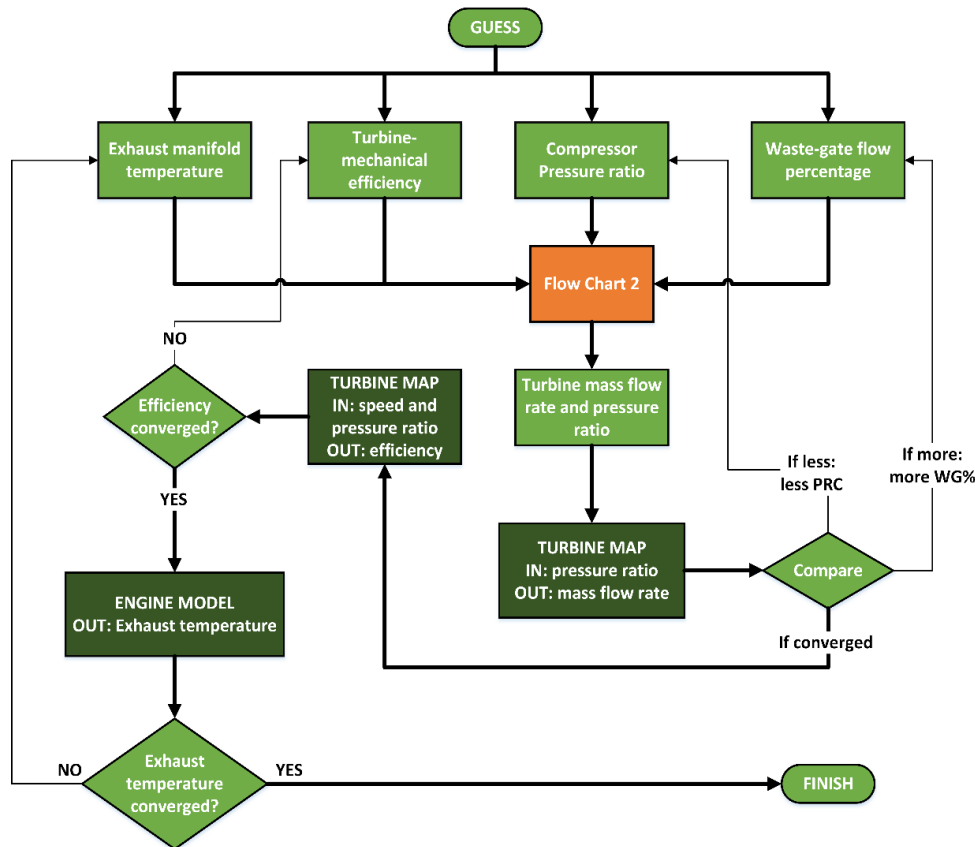 GUESS
Exhaust manifold
temperature
Turbine-
mechanical
efficiency
Compressor
Pressure ratio
Waste-gate flow
percentage
Flow Chart 2
NO
Efficiency
converged?
TURBINE MAP
IN: speed and
pressure ratio
OUT: efficiency
Turbine mass flow
rate and pressure
ratio
If less:
less PRC
If more:
more WG%
YES
TURBINE MAP
IN: pressure ratio
OUT: mass flow rate
Compare
ENGINE MODEL
OUT: Exhaust temperature
If converged
NO
Exhaust
temperature
converged?
YES
FINISH